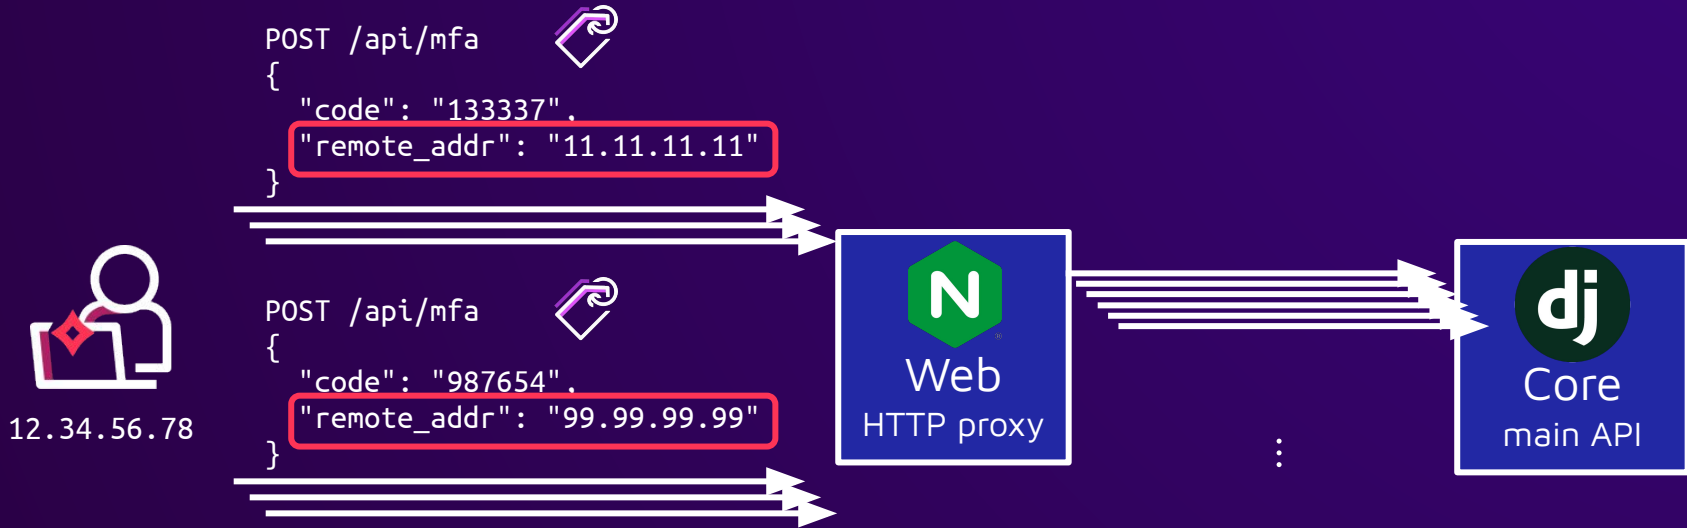 POST /api/mfa
{
"code": "133337",
"remote_addr": "11.11.11.11"
}
POST /api/mfa
{
"code": "987654",
"remote_addr": "99.99.99.99"
}
12.34.56.78
N
Web
HTTP proxy
⋮
dj
Core
main API